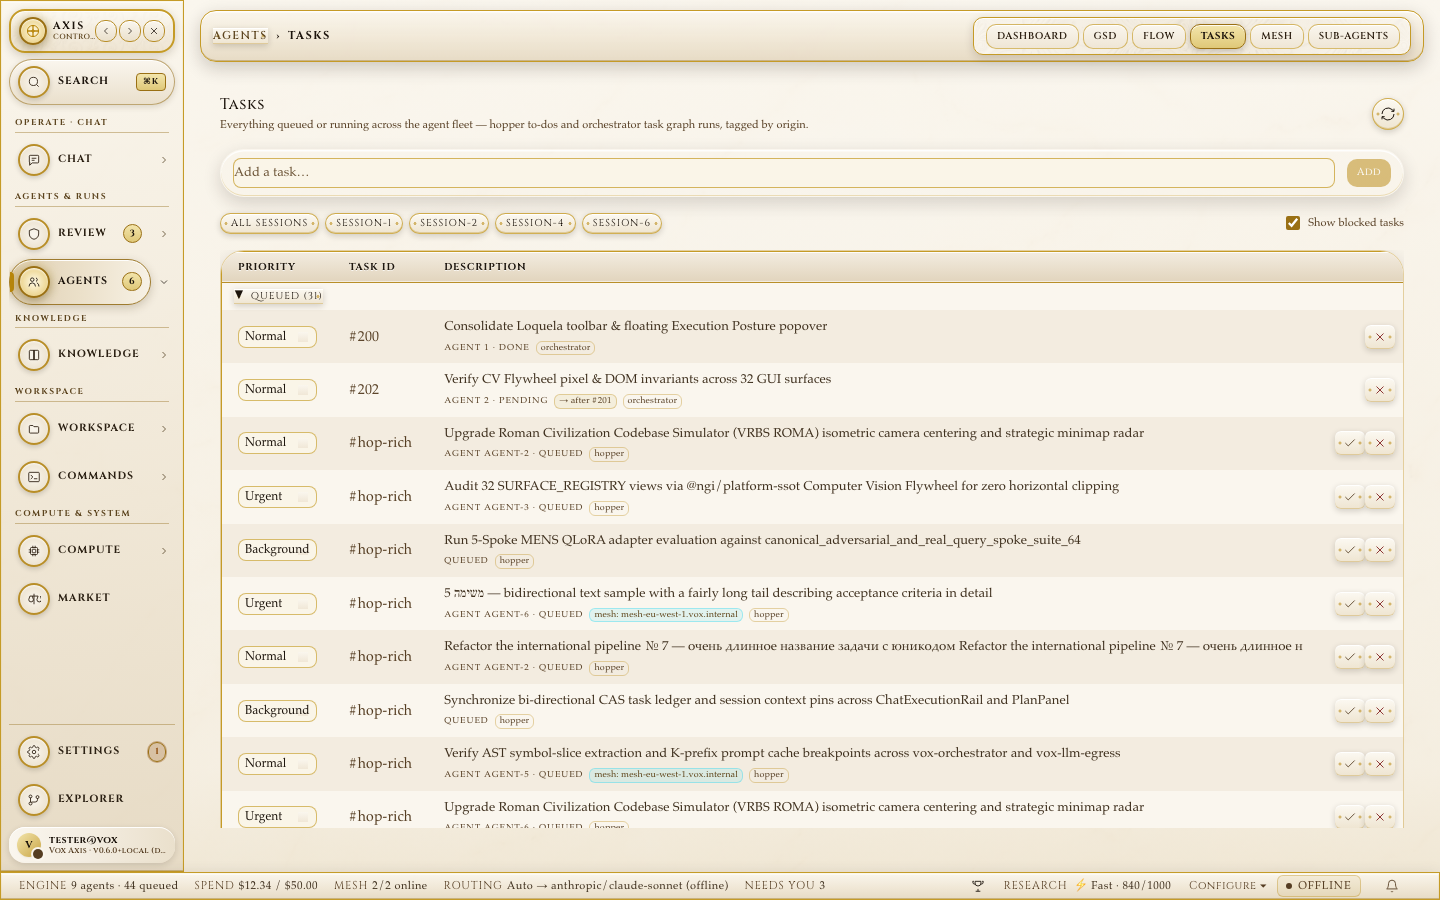 AXIS
CONTRO...
SEARCH
⌘K
OPERATE · CHAT
CHAT
AGENTS & RUNS
REVIEW 3
AGENTS 6
KNOWLEDGE
KNOWLEDGE
WORKSPACE
WORKSPACE
COMMANDS
COMPUTE & SYSTEM
COMPUTE
MARKET
SETTINGS 1
EXPLORER
V
TESTER@VOX
VOX AXIS · V0.6.0+LOCAL (D...
AGENTS › TASKS
DASHBOARD GSD FLOW TASKS MESH SUB-AGENTS
TASKS
Everything queued or running across the agent fleet — hopper to-dos and orchestrator task graph runs, tagged by origin.
Add a task…
ADD
ALL SESSIONS SESSION-1 SESSION-2 SESSION-4 SESSION-6
Show blocked tasks
PRIORITY TASK ID DESCRIPTION
▼ QUEUED (31)
Normal #200 Consolidate Loquela toolbar & floating Execution Posture popover
AGENT 1 · DONE orchestrator
Normal #202 Verify CV Flywheel pixel & DOM invariants across 32 GUI surfaces
AGENT 2 · PENDING → after #201 orchestrator
Normal #hop-rich Upgrade Roman Civilization Codebase Simulator (VRBS ROMA) isometric camera centering and strategic minimap radar
AGENT AGENT-2 · QUEUED hopper
Urgent #hop-rich Audit 32 SURFACE_REGISTRY views via @ngi/platform-ssot Computer Vision Flywheel for zero horizontal clipping
AGENT AGENT-3 · QUEUED hopper
Background #hop-rich Run 5-Spoke MENS QLoRA adapter evaluation against canonical_adversarial_and_real_query_spoke_suite_64
QUEUED hopper
Urgent #hop-rich משימה 5 — bidirectional text sample with a fairly long tail describing acceptance criteria in detail
AGENT AGENT-6 · QUEUED mesh: mesh-eu-west-1.vox.internal hopper
Normal #hop-rich Refactor the international pipeline № 7 — очень длинное название задачи с юникодом Refactor the international pipeline № 7 — очень длинное н
AGENT AGENT-2 · QUEUED hopper
Background #hop-rich Synchronize bi-directional CAS task ledger and session context pins across ChatExecutionRail and PlanPanel
QUEUED hopper
Normal #hop-rich Verify AST symbol-slice extraction and K-prefix prompt cache breakpoints across vox-orchestrator and vox-llm-egress
AGENT AGENT-5 · QUEUED mesh: mesh-eu-west-1.vox.internal hopper
Urgent #hop-rich Upgrade Roman Civilization Codebase Simulator (VRBS ROMA) isometric camera centering and strategic minimap radar
AGENT AGENT-6 · QUEUED hopper
ENGINE 9 agents · 44 queued SPEND $12.34 / $50.00 MESH 2/2 online ROUTING Auto → anthropic/claude-sonnet (offline) NEEDS YOU 3 RESEARCH ⚡ Fast · 840/1000 CONFIGURE OFFLINE